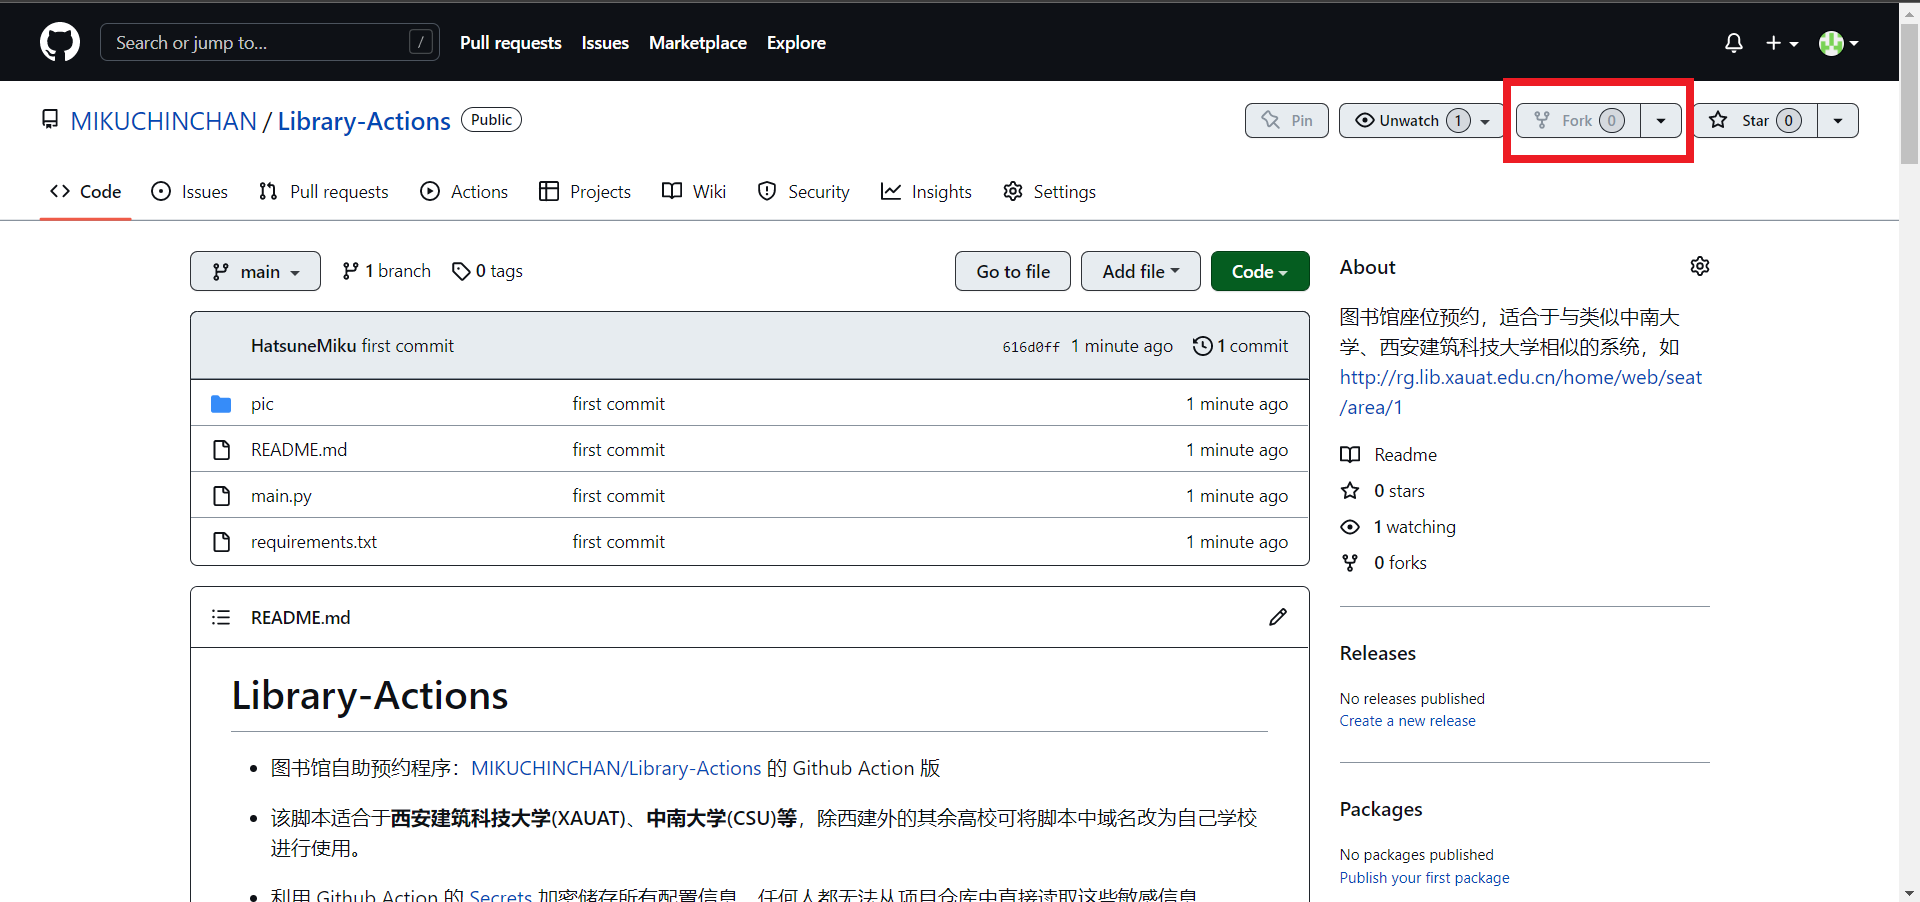 Search or jump to... /
Pull requests Issues Marketplace Explore
MIKUCHINCHAN / Library-Actions Public
Pin Unwatch 1 Fork 0 Star 0
Code Issues Pull requests Actions Projects Wiki Security Insights Settings
main 1 branch 0 tags Go to file Add file Code
HatsuneMiku first commit 616d0ff 1 minute ago 1 commit
pic first commit 1 minute ago
README.md first commit 1 minute ago
main.py first commit 1 minute ago
requirements.txt first commit 1 minute ago
README.md
Library-Actions
图书馆自助预约程序：MIKUCHINCHAN/Library-Actions 的 Github Action 版
该脚本适合于西安建筑科技大学(XAUAT)、中南大学(CSU)等，除西建外的其余高校可将脚本中域名改为自己学校
进行使用。
利用 Github Action 的 Secrets 加密储存所有配置信息，任何人都无法从项目仓库中直接读取这些敏感信息
About
图书馆座位预约，适合于与类似中南大
学、西安建筑科技大学相似的系统，如
http://rg.lib.xauat.edu.cn/home/web/seat
/area/1
Readme
0 stars
1 watching
0 forks
Releases
No releases published
Create a new release
Packages
No packages published
Publish your first package